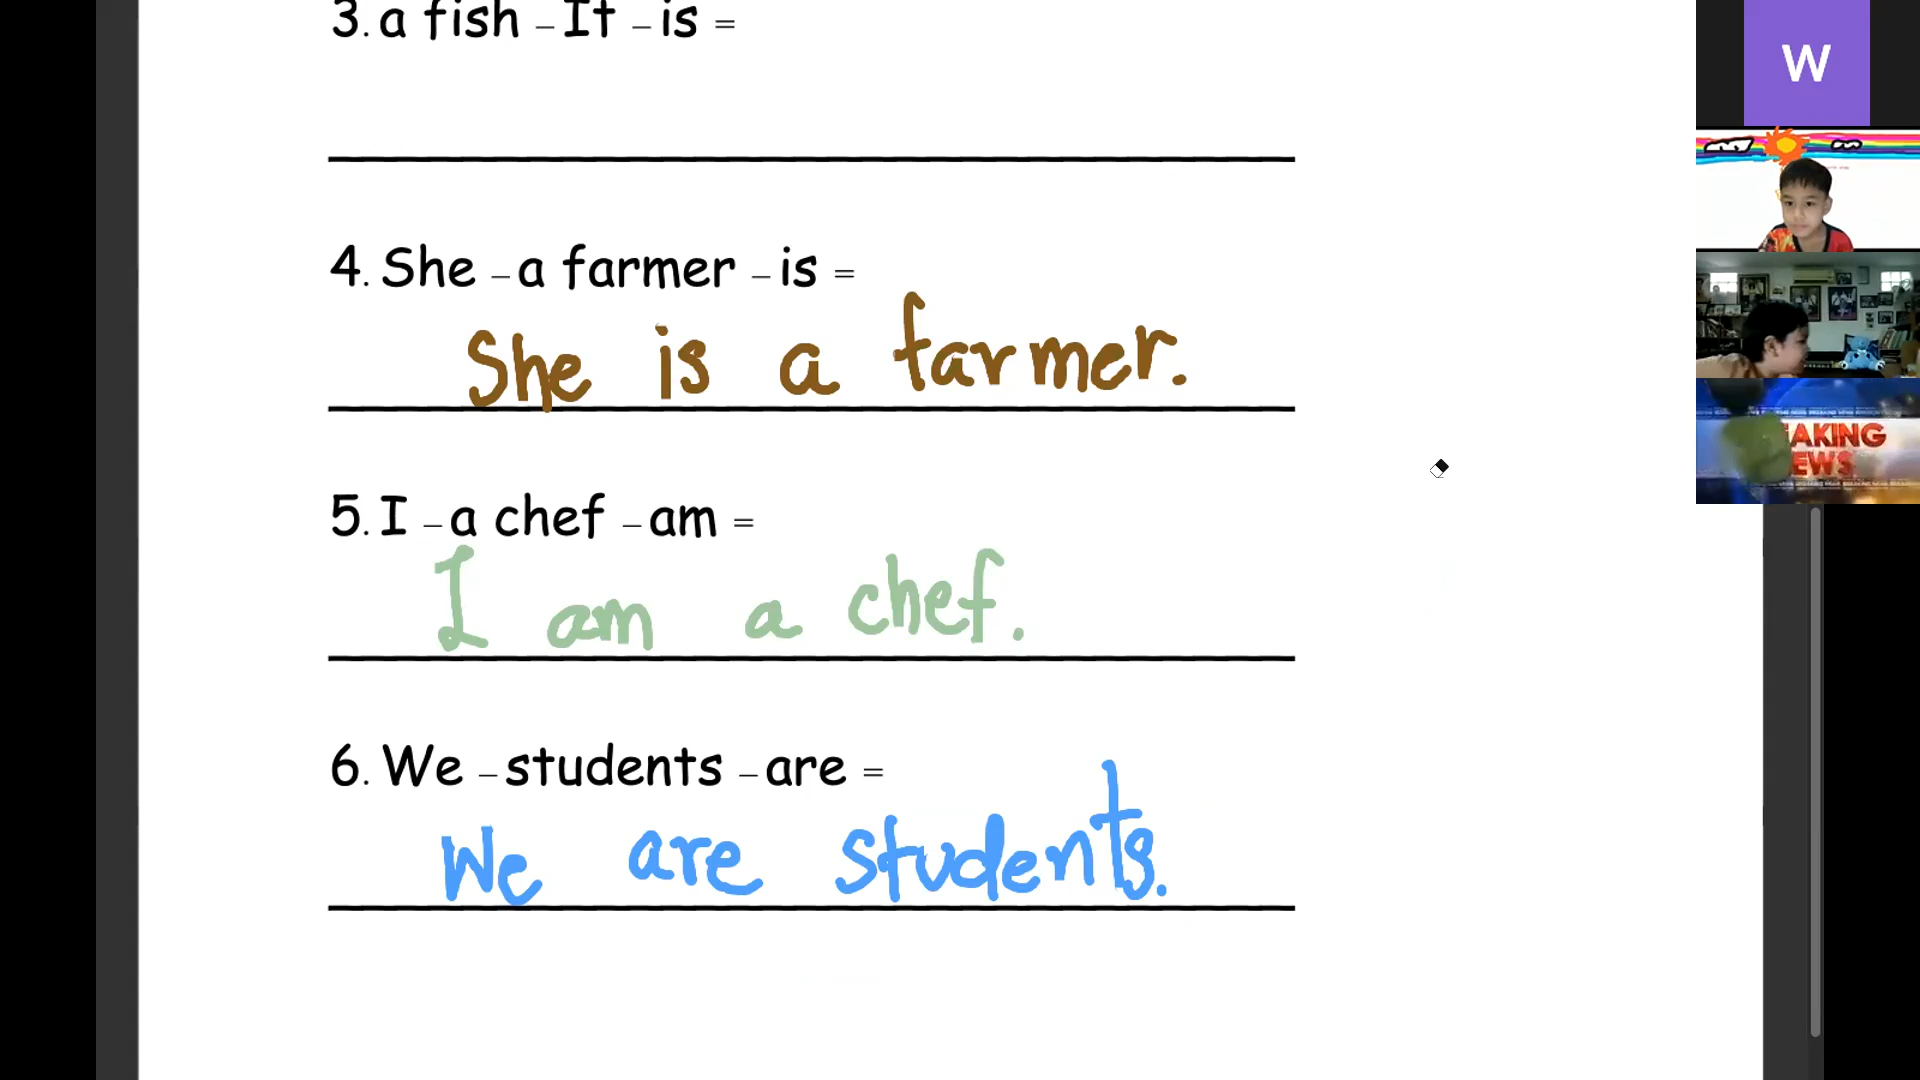 3. a fish – It – is =
4. She – a farmer – is =
She is a farmer.
5. I – a chef – am =
I am a chef.
6. We – students – are =
We are students.
W
AKING
EWS